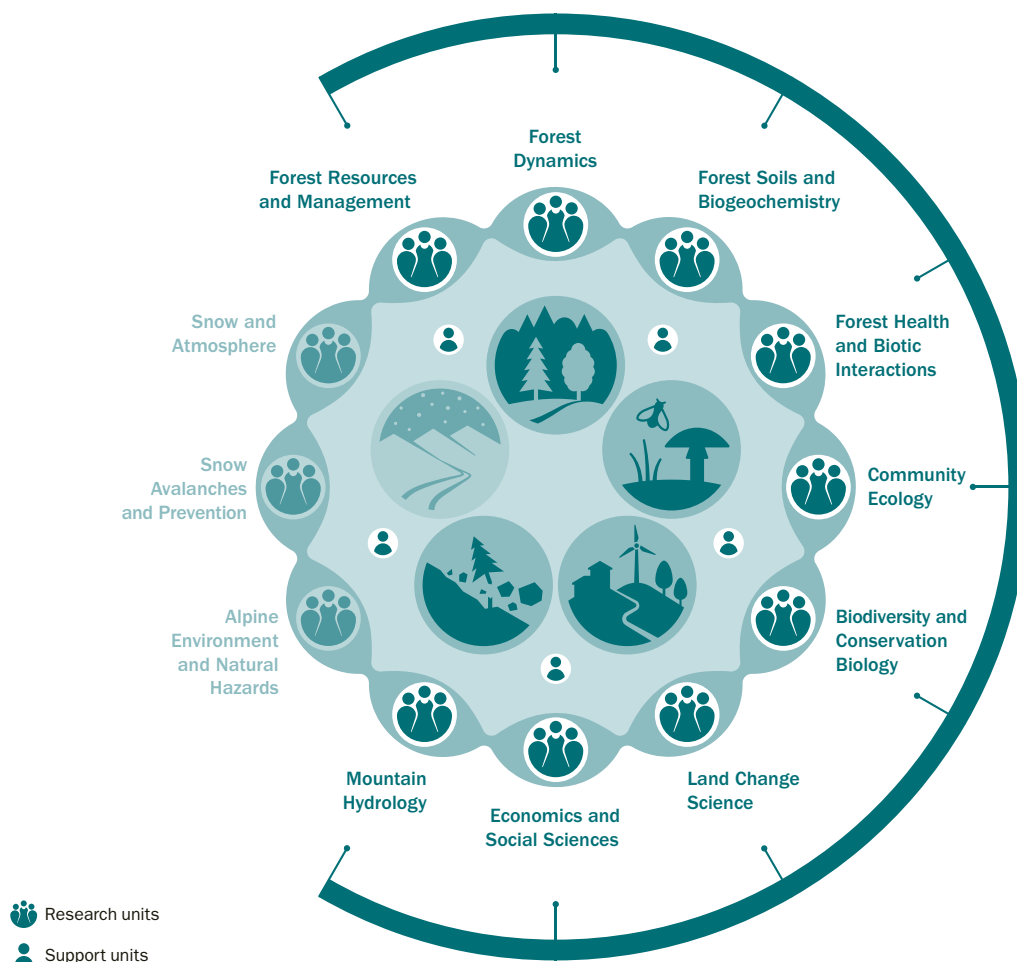 Forest
Dynamics
Forest Resources
and Management
Forest Soils and
Biogeochemistry
Snow and
Atmosphere
Forest Health
and Biotic
Interactions
Snow
Avalanches
and Prevention
Community
Ecology
Alpine
Environment
and Natural
Hazards
Biodiversity and
Conservation
Biology
Mountain
Hydrology
Land Change
Science
Economics and
Social Sciences
Research units
Support units